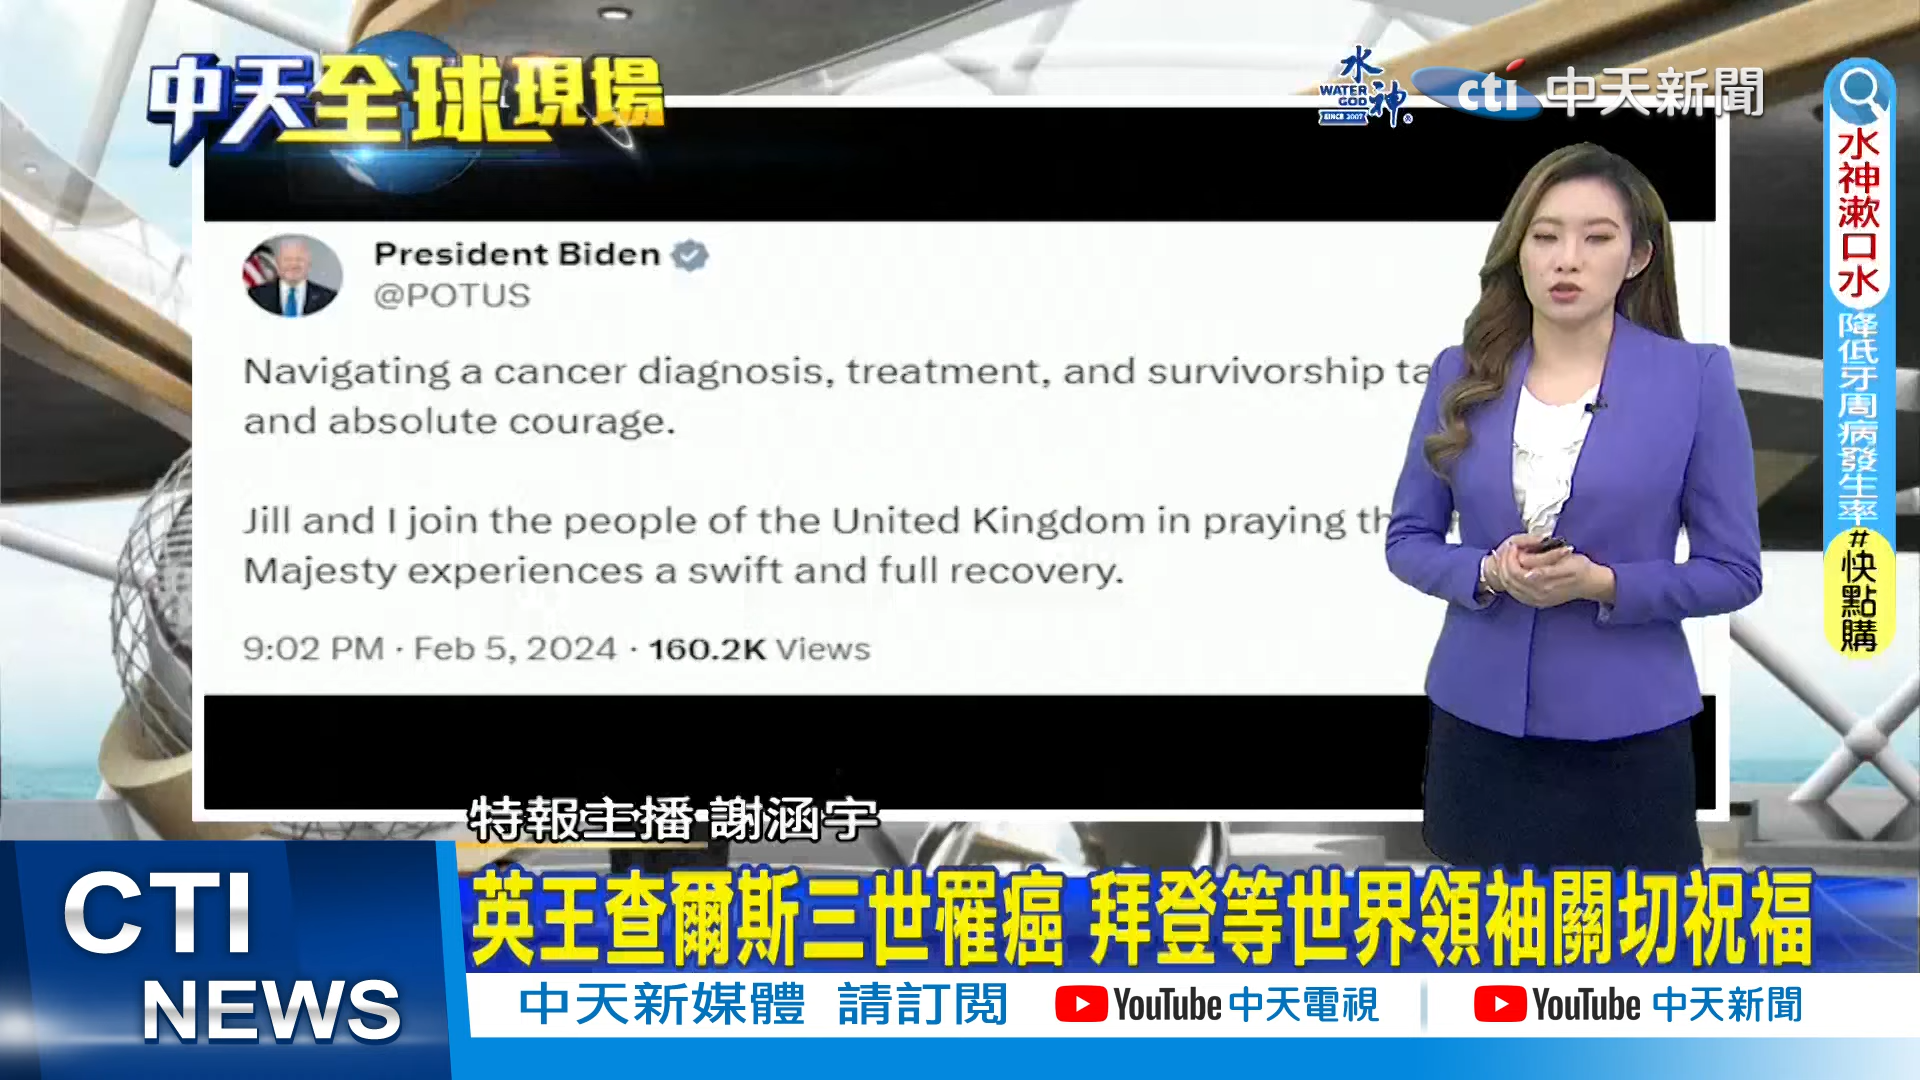 中天全球現場
水神
WATER GOD
SINCE 2007
cti 中天新聞
水神漱口水
降低牙周病發生率
#快點購
President Biden
@POTUS
Navigating a cancer diagnosis, treatment, and survivorship ta
and absolute courage.
Jill and I join the people of the United Kingdom in praying th
Majesty experiences a swift and full recovery.
9:02 PM · Feb 5, 2024 · 160.2K Views
特報主播 謝涵宇
英王查爾斯三世罹癌 拜登等世界領袖關切祝福
CTI
NEWS
中天新媒體 請訂閱 YouTube 中天電視 | YouTube 中天新聞